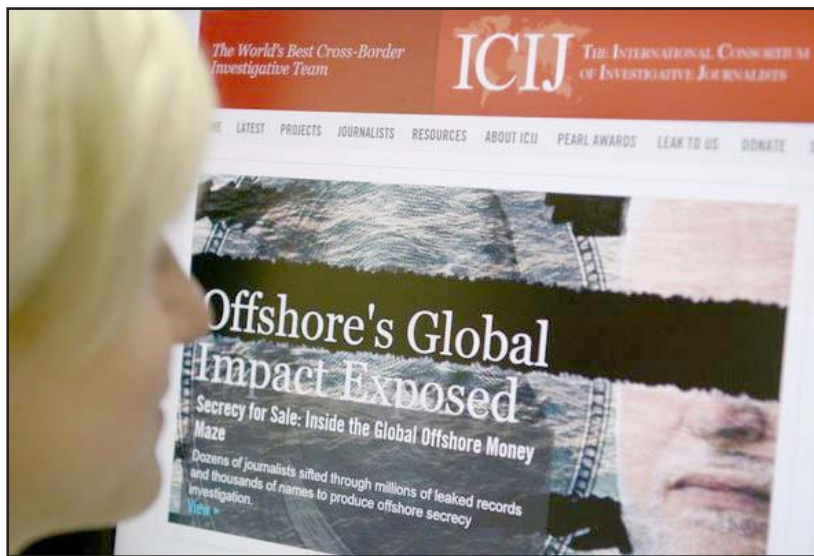 The World's Best Cross-Border
Investigative Team
ICIJ
THE INTERNATIONAL CONSORTIUM
OF INVESTIGATIVE JOURNALISTS
LATEST PROJECTS JOURNALISTS RESOURCES ABOUT ICIJ PEARL AWARDS LEAK TO US DONATE
Offshore's Global
Impact Exposed
Secrecy for Sale: Inside the Global Offshore Money
Maze
Dozens of journalists sifted through millions of leaked records
and thousands of names to produce offshore secrecy
investigation.
View